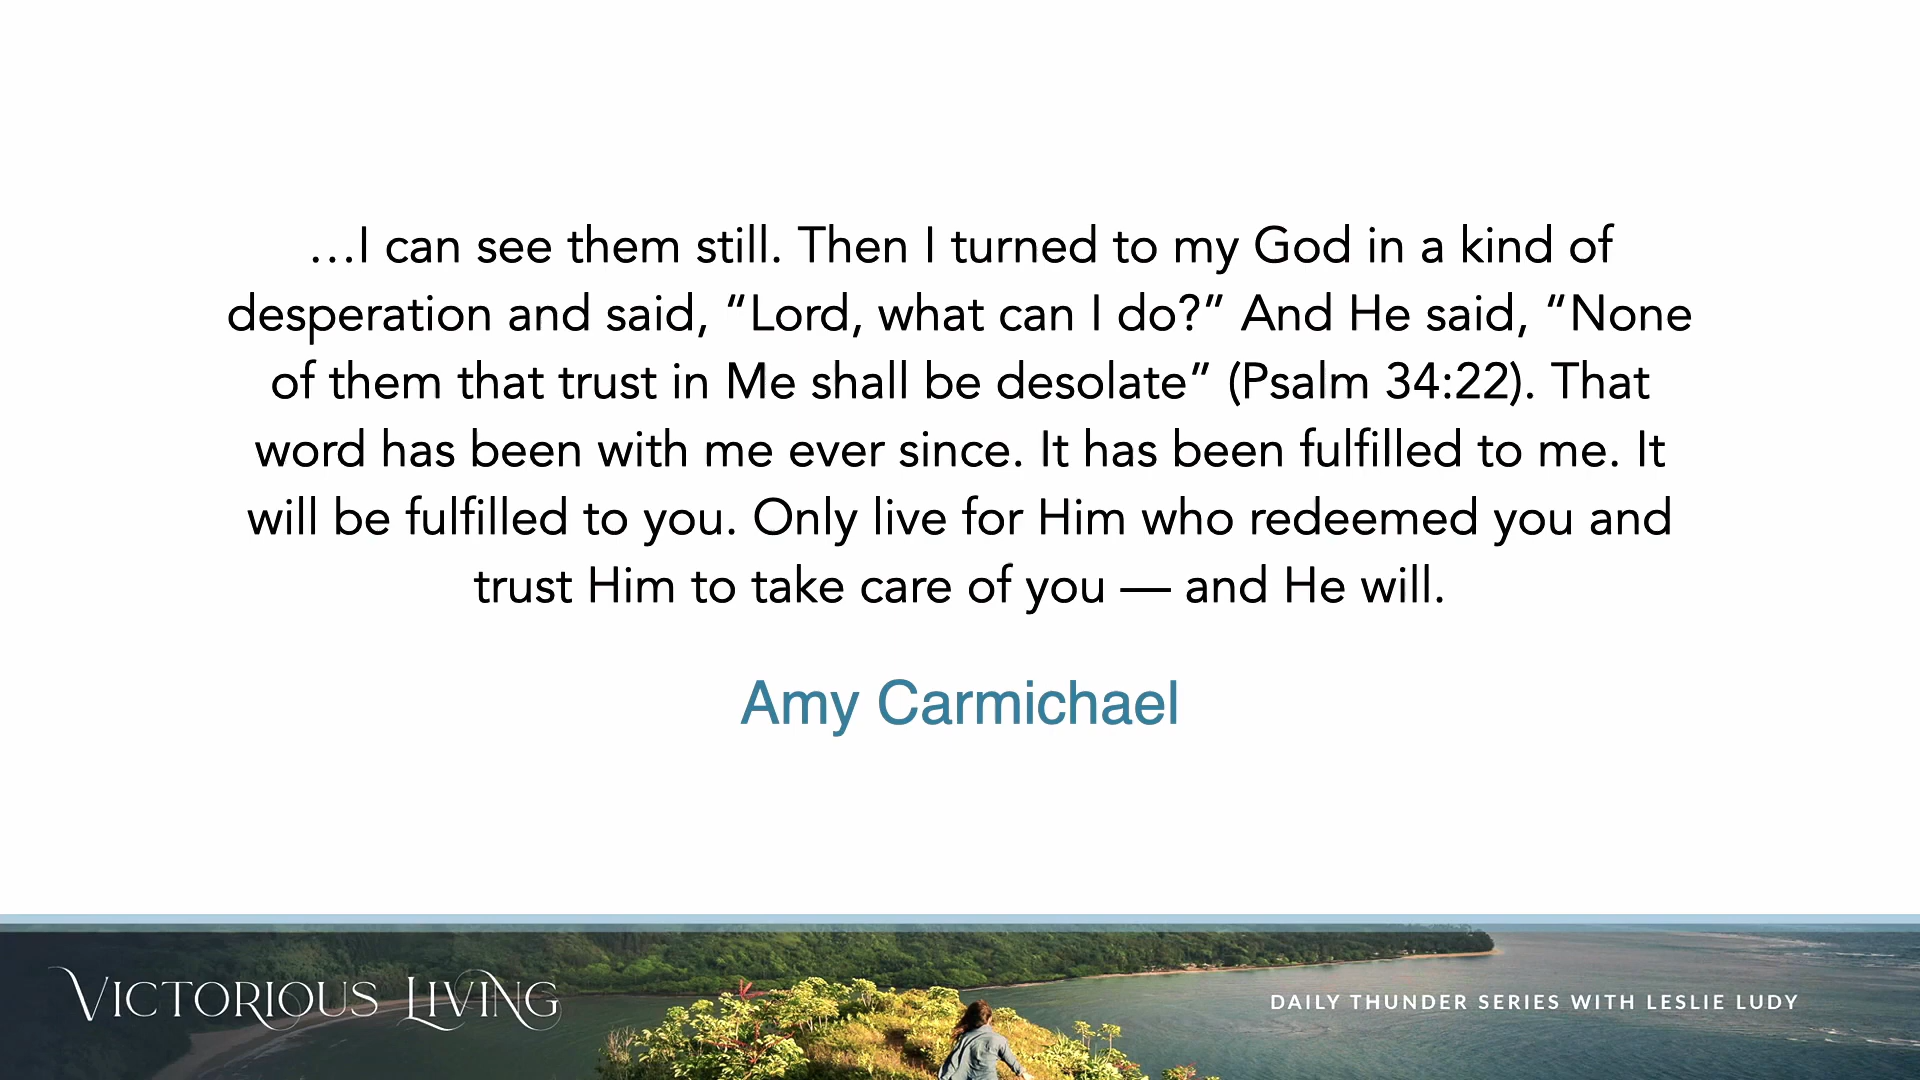 …I can see them still. Then I turned to my God in a kind of
desperation and said, “Lord, what can I do?” And He said, “None
of them that trust in Me shall be desolate” (Psalm 34:22). That
word has been with me ever since. It has been fulfilled to me. It
will be fulfilled to you. Only live for Him who redeemed you and
trust Him to take care of you — and He will.
Amy Carmichael
VICTORIOUS LIVING
DAILY THUNDER SERIES WITH LESLIE LUDY